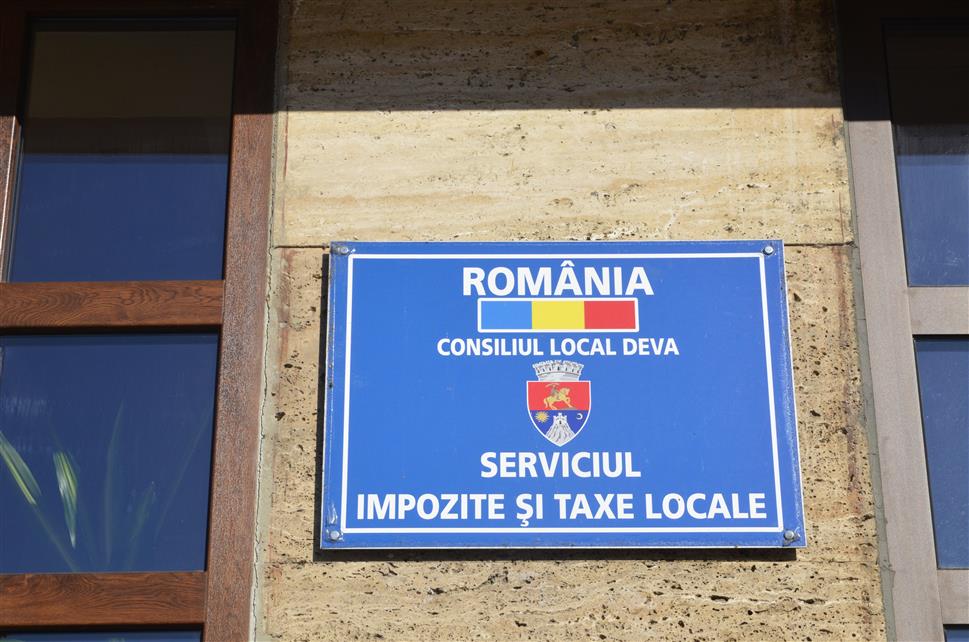 ROMÂNIA
CONSILIUL LOCAL DEVA
SERVICIUL
IMPOZITE ŞI TAXE LOCALE